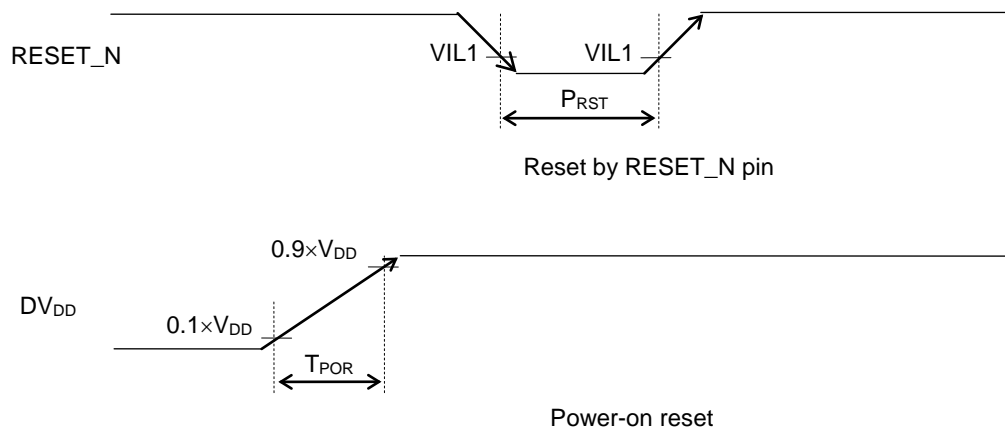 RESET_N
VIL1
VIL1
PRST
Reset by RESET_N pin
0.9×VDD
DVDD
0.1×VDD
TPOR
Power-on reset